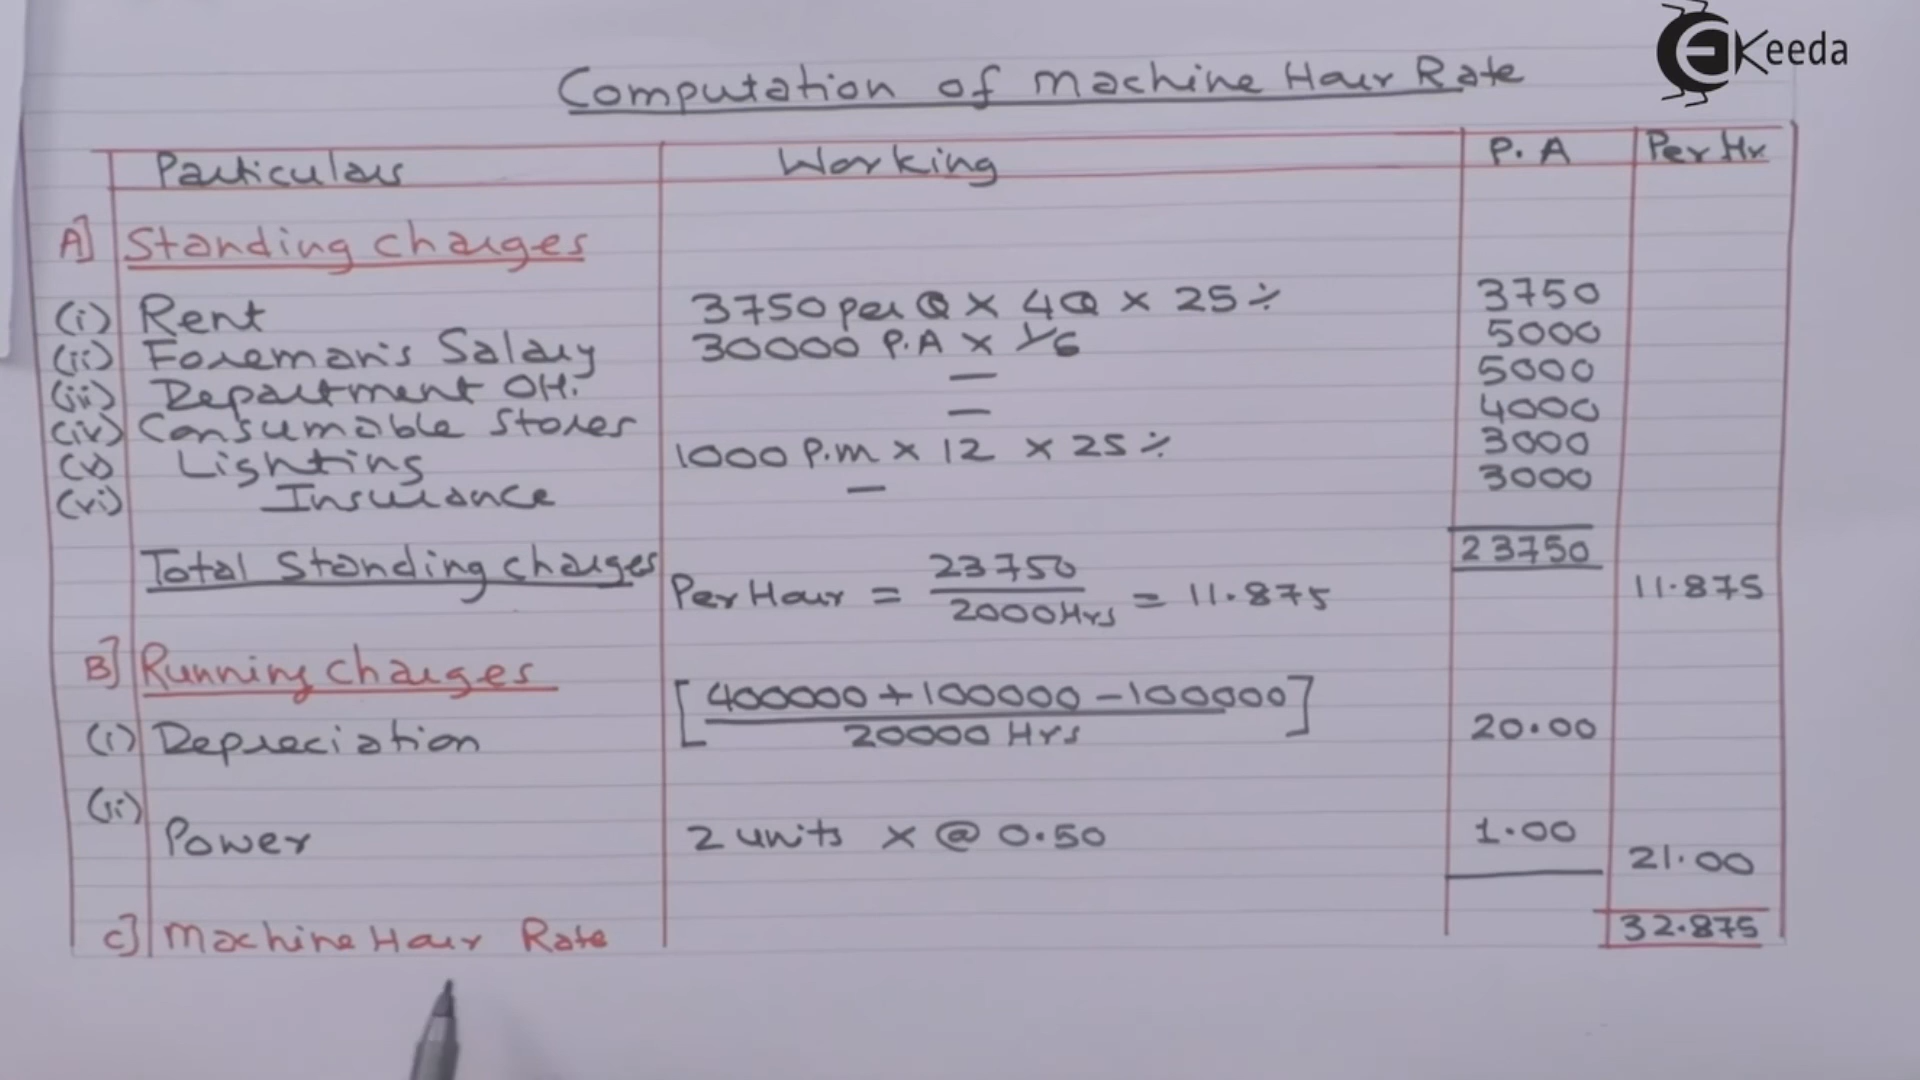 EKeeda
Computation of Machine Hour Rate
Particulars Working P.A Per Hr
A] Standing charges
(i) Rent 3750 per Q × 4Q × 25% 3750
(ii) Foreman's Salary 30000 P.A × 1/6 5000
(iii) Department OH. — 5000
(iv) Consumable Stores — 4000
(v) Lighting 1000 P.m × 12 × 25% 3000
(vi) Insurance — 3000
Total Standing charges 23750
Per Hour = 23750 / 2000 Hrs = 11.875 11.875
B] Running charges
(i) Depreciation [400000 + 100000 - 100000 / 20000 Hrs] 20.00
(ii) Power 2 units × @ 0.50 1.00
21.00
C] Machine Hour Rate 32.875